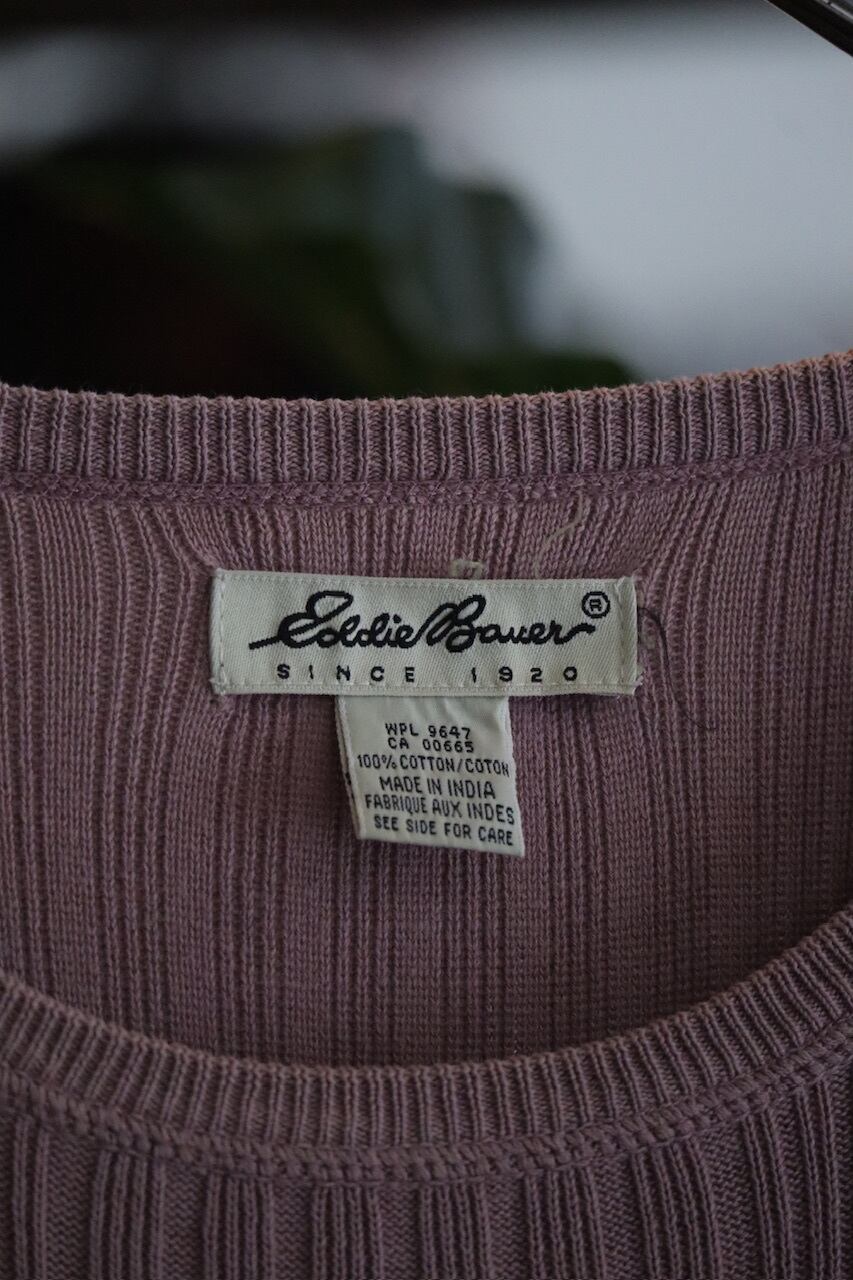 Eddie Bauer®
SINCE 1920
WPL 9647
CA 00665
100% COTTON/COTON
MADE IN INDIA
FABRIQUE AUX INDES
SEE SIDE FOR CARE